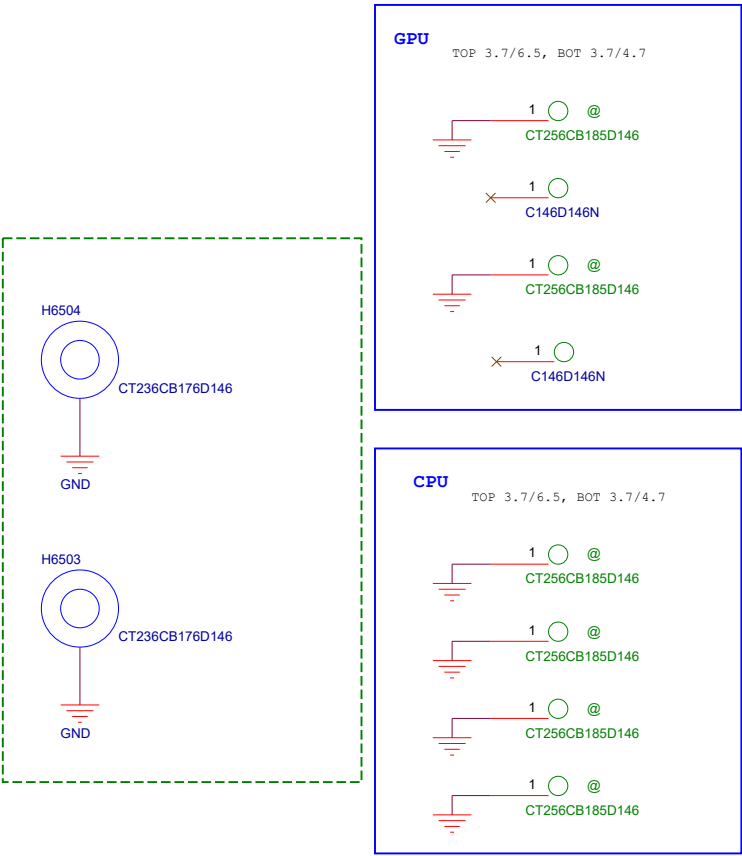 H6504
CT236CB176D146
GND
H6503
CT236CB176D146
GND
GPU
TOP 3.7/6.5, BOT 3.7/4.7
1 @
CT256CB185D146
1
C146D146N
1 @
CT256CB185D146
1
C146D146N
CPU
TOP 3.7/6.5, BOT 3.7/4.7
1 @
CT256CB185D146
1 @
CT256CB185D146
1 @
CT256CB185D146
1 @
CT256CB185D146